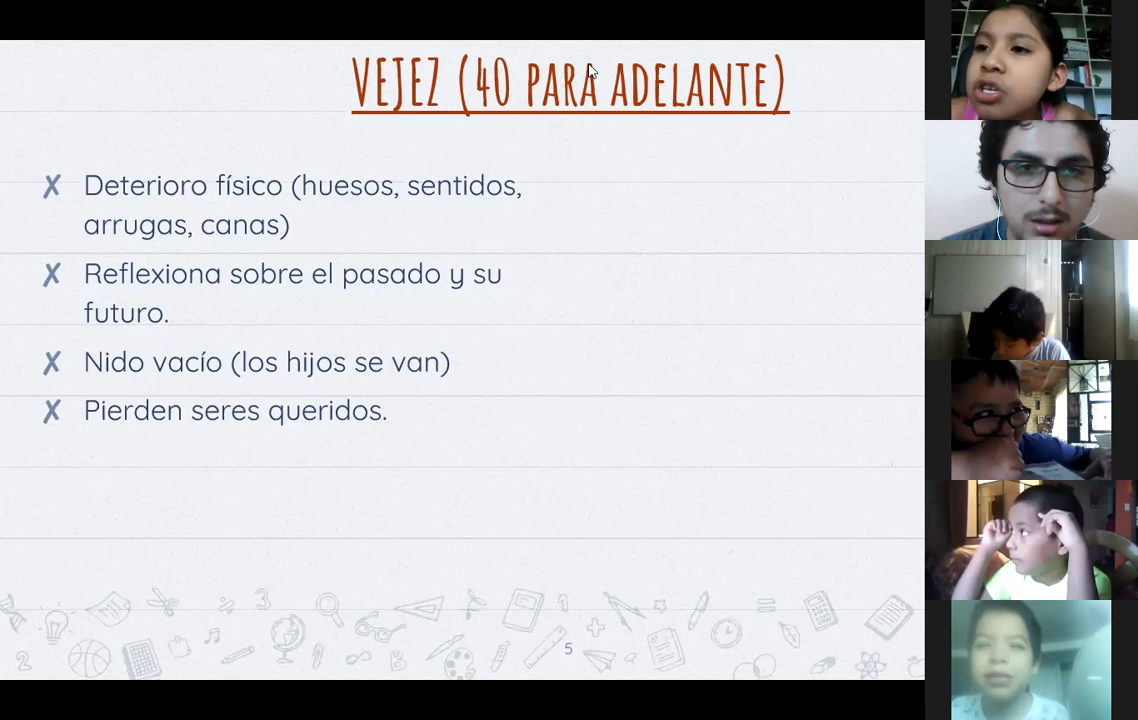 VEJEZ (40 PARA ADELANTE)
✗ Deterioro físico (huesos, sentidos,
arrugas, canas)
✗ Reflexiona sobre el pasado y su
futuro.
✗ Nido vacío (los hijos se van)
✗ Pierden seres queridos.
5